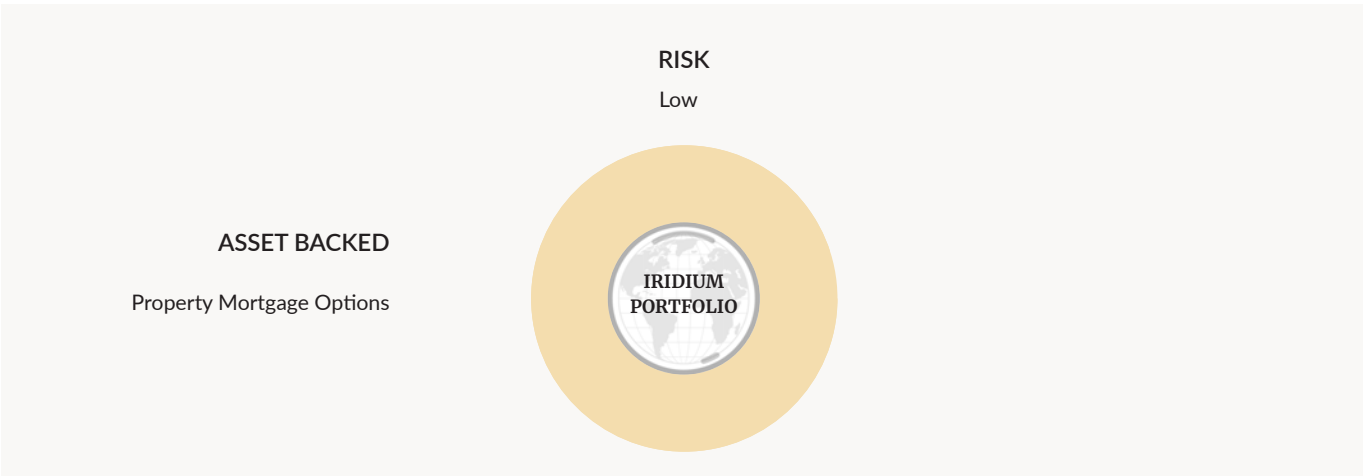 RISK
Low
ASSET BACKED
Property Mortgage Options
IRIDIUM
PORTFOLIO